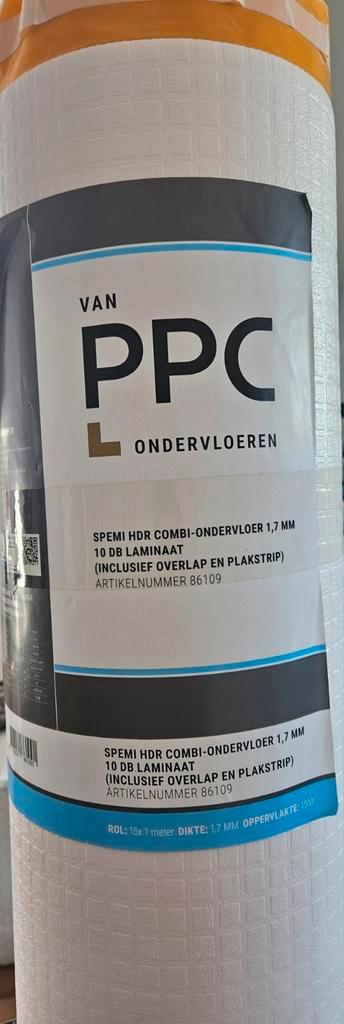 VAN
PPC
ONDERVLOEREN
SPEMI HDR COMBI-ONDERVLOER 1,7 MM
10 DB LAMINAAT
(INCLUSIEF OVERLAP EN PLAKSTRIP)
ARTIKELNUMMER 86109
SPEMI HDR COMBI-ONDERVLOER 1,7 MM
10 DB LAMINAAT
(INCLUSIEF OVERLAP EN PLAKSTRIP)
ARTIKELNUMMER 86109
ROL: 15x 1 meter DIKTE: 1,7 MM OPPERVLAKTE: 15M²